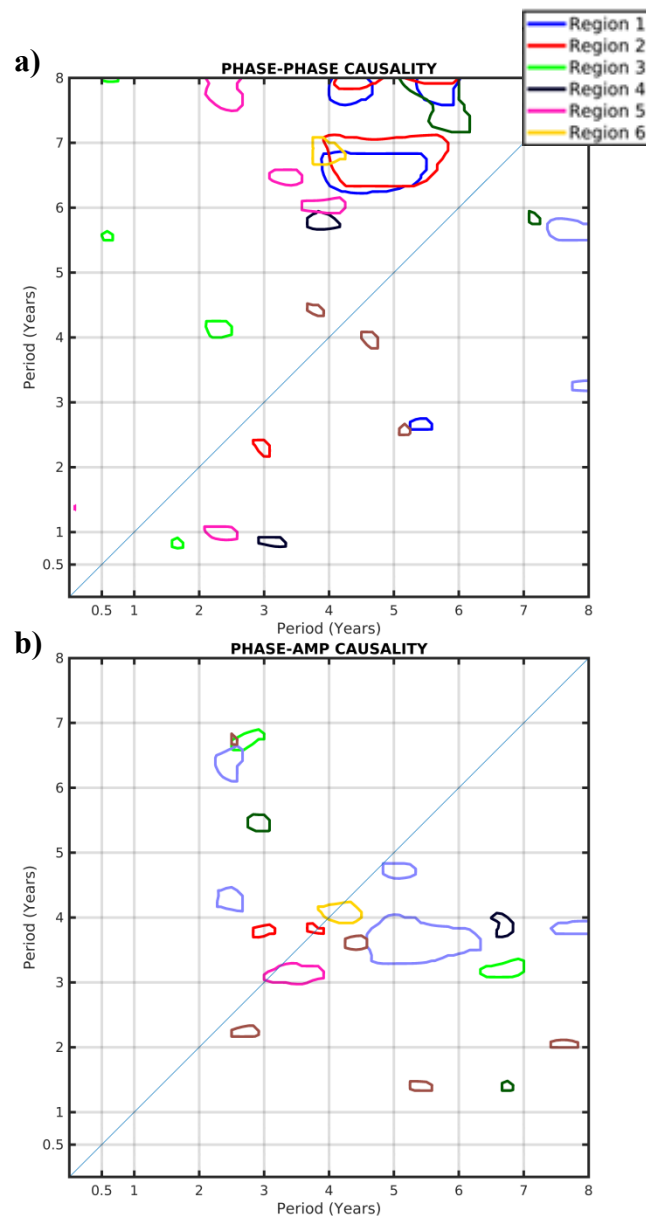 Region 1
Region 2
Region 3
Region 4
Region 5
Region 6
a)
PHASE-PHASE CAUSALITY
8
7
6
5
4
3
2
1
0.5
Period (Years)
0.5 1 2 3 4 5 6 7 8
Period (Years)
b)
PHASE-AMP CAUSALITY
8
7
6
5
4
3
2
1
0.5
Period (Years)
0.5 1 2 3 4 5 6 7 8
Period (Years)